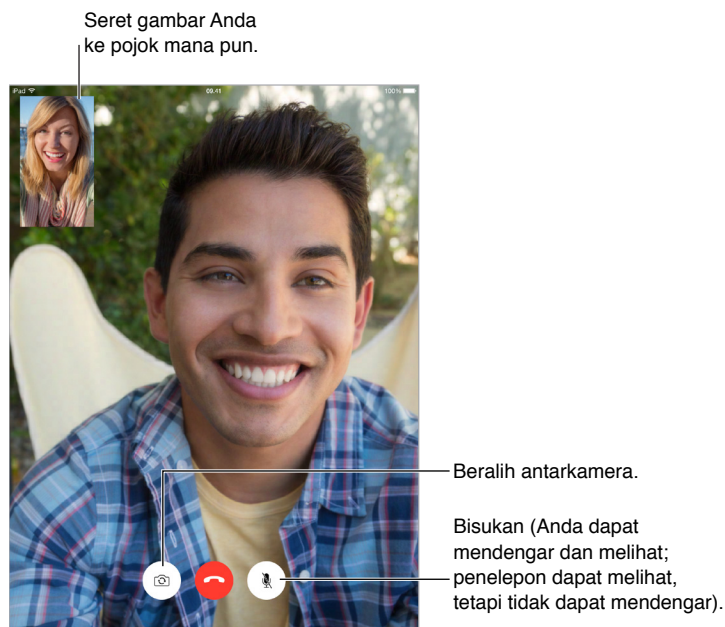 Seret gambar Anda
ke pojok mana pun.
iPad 09.41 100%
Beralih antarkamera.
Bisukan (Anda dapat
mendengar dan melihat;
penelepon dapat melihat,
tetapi tidak dapat mendengar).